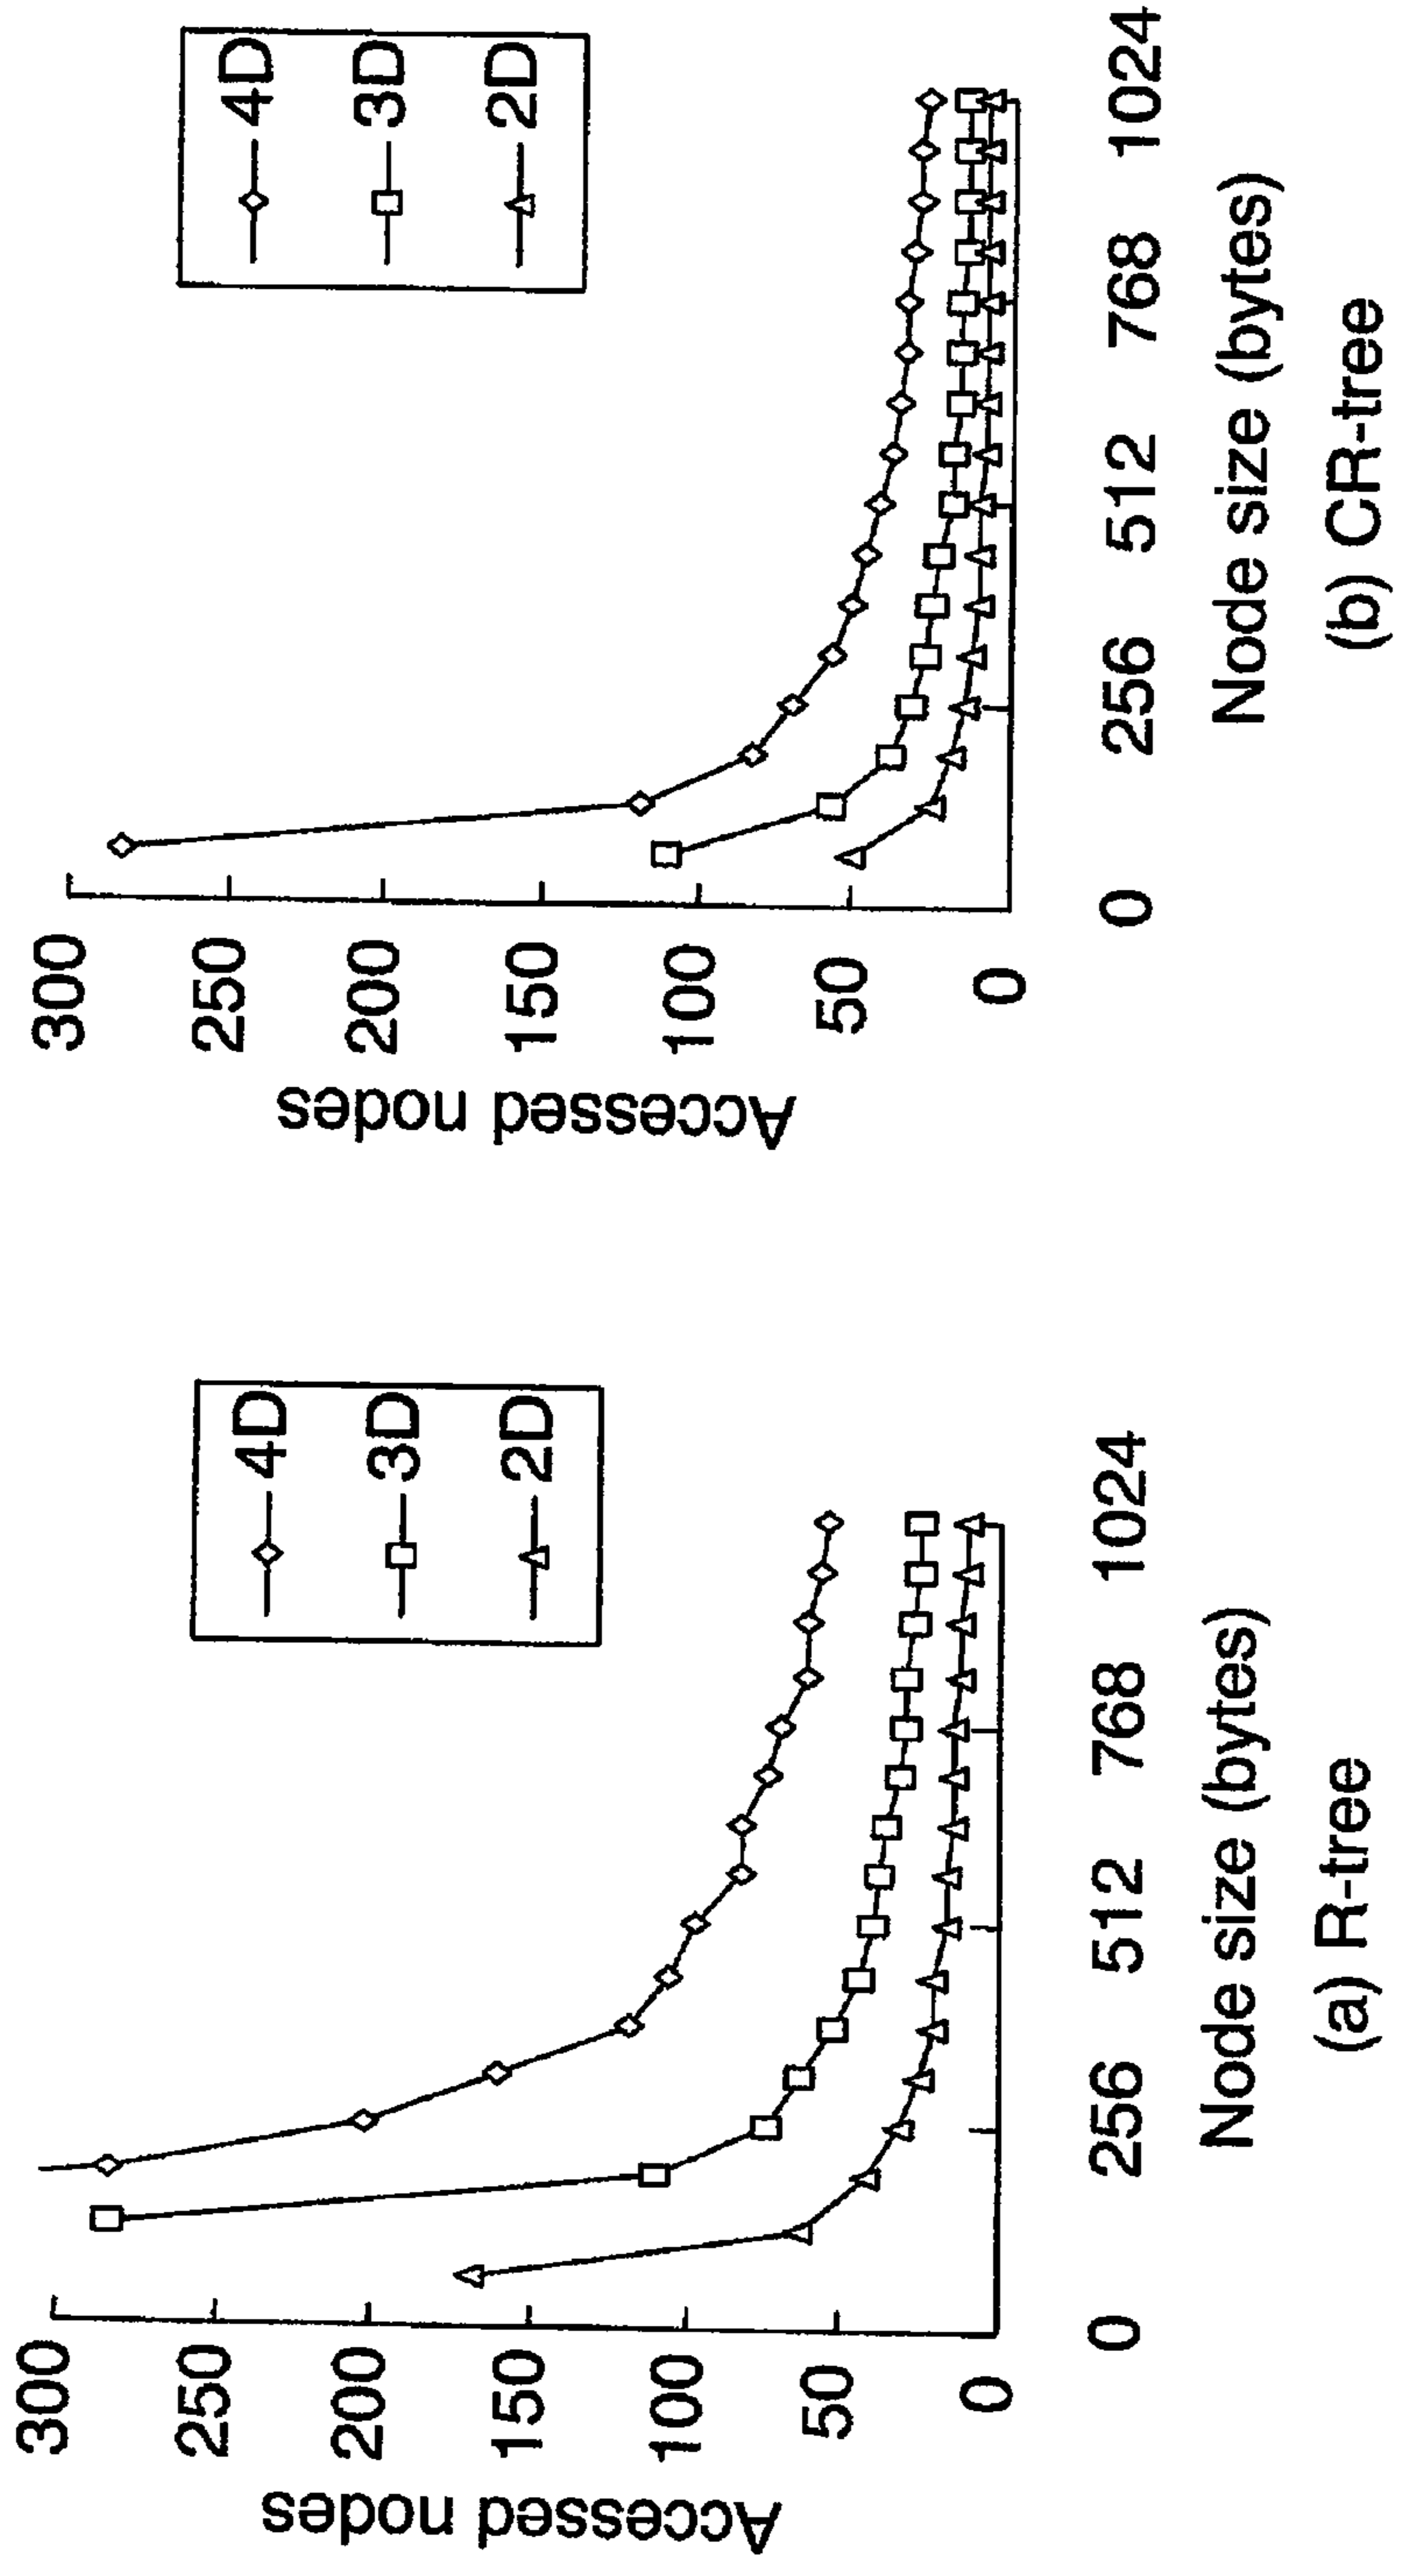 300
250
200
150
100
50
0
Accessed nodes
4D
3D
2D
0 256 512 768 1024
Node size (bytes)
(a) R-tree
300
250
200
150
100
50
0
Accessed nodes
4D
3D
2D
0 256 512 768 1024
Node size (bytes)
(b) CR-tree